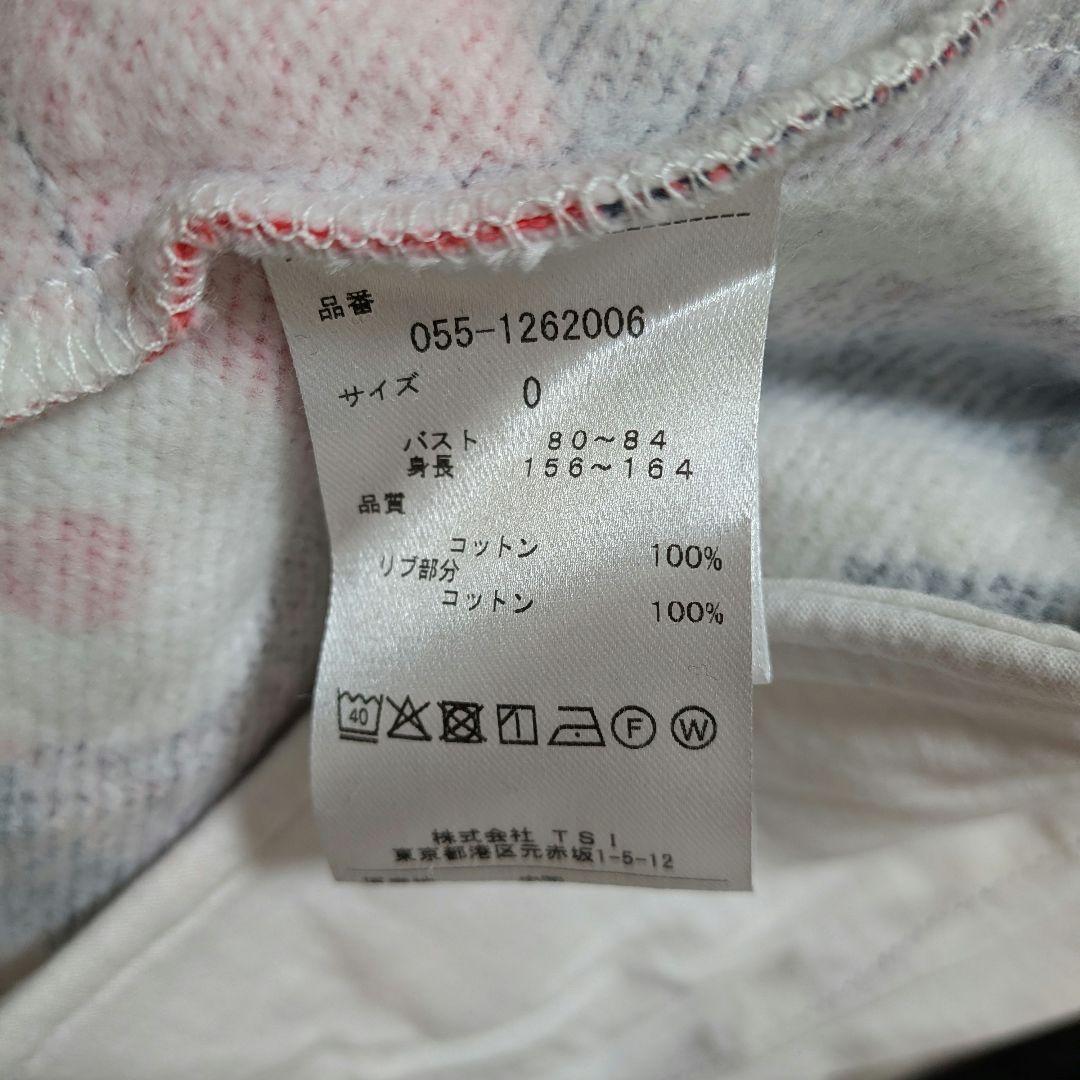 品番
055-1262006
サイズ 0
バスト 80～84
身長 156～164
品質
コットン 100%
リブ部分
コットン 100%
40 F W
株式会社 TSI
東京都港区元赤坂1-5-12